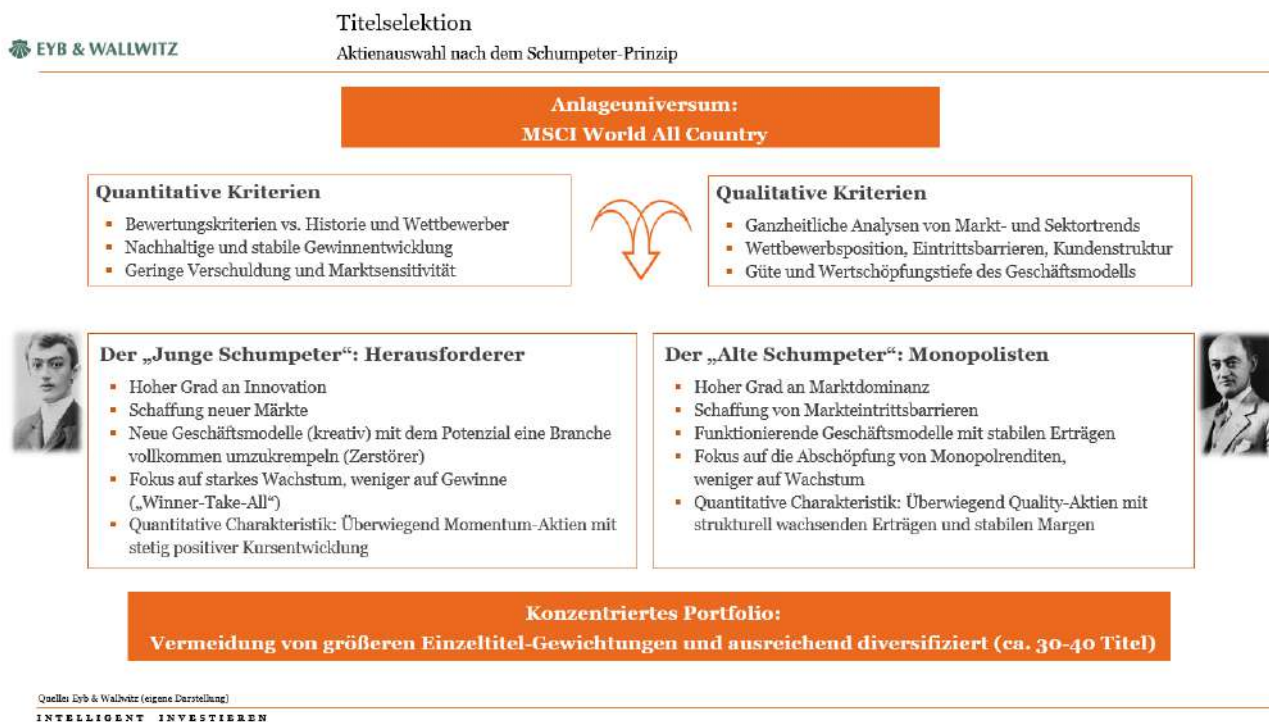 EYB & WALLWITZ
Titelselektion
Aktienauswahl nach dem Schumpeter-Prinzip
Anlageuniversum:
MSCI World All Country
Quantitative Kriterien
▪ Bewertungskriterien vs. Historie und Wettbewerber
▪ Nachhaltige und stabile Gewinnentwicklung
▪ Geringe Verschuldung und Marktsensitivität
Qualitative Kriterien
▪ Ganzheitliche Analysen von Markt- und Sektortrends
▪ Wettbewerbsposition, Eintrittsbarrieren, Kundenstruktur
▪ Güte und Wertschöpfungstiefe des Geschäftsmodells
Der „Junge Schumpeter“: Herausforderer
▪ Hoher Grad an Innovation
▪ Schaffung neuer Märkte
▪ Neue Geschäftsmodelle (kreativ) mit dem Potenzial eine Branche
vollkommen umzukrempeln (Zerstörer)
▪ Fokus auf starkes Wachstum, weniger auf Gewinne
(„Winner-Take-All“)
▪ Quantitative Charakteristik: Überwiegend Momentum-Aktien mit
stetig positiver Kursentwicklung
Der „Alte Schumpeter“: Monopolisten
▪ Hoher Grad an Marktdominanz
▪ Schaffung von Markteintrittsbarrieren
▪ Funktionierende Geschäftsmodelle mit stabilen Erträgen
▪ Fokus auf die Abschöpfung von Monopolrenditen,
weniger auf Wachstum
▪ Quantitative Charakteristik: Überwiegend Quality-Aktien mit
strukturell wachsenden Erträgen und stabilen Margen
Konzentriertes Portfolio:
Vermeidung von größeren Einzeltitel-Gewichtungen und ausreichend diversifiziert (ca. 30-40 Titel)
Quelle: Eyb & Wallwitz (eigene Darstellung)
INTELLIGENT INVESTIEREN